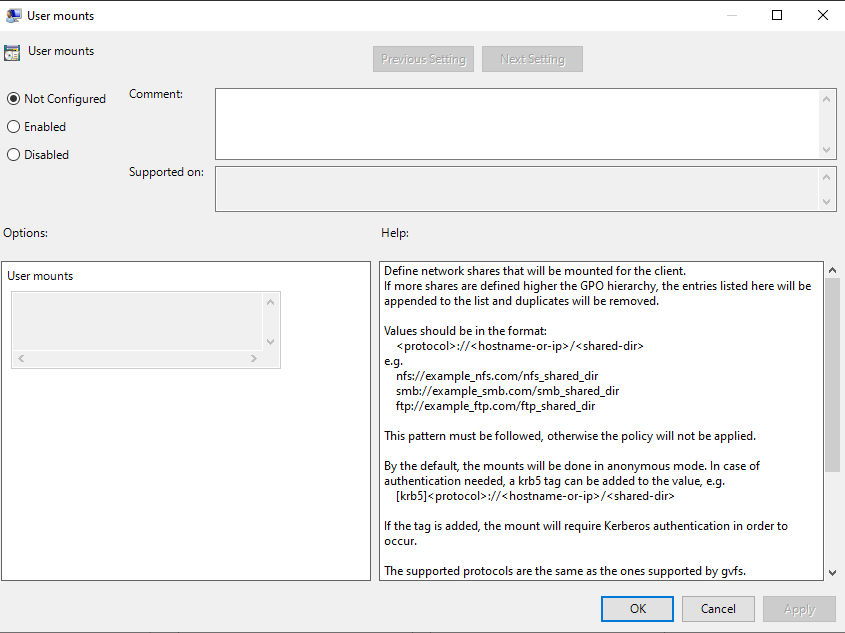 User mounts
User mounts
Previous Setting
Next Setting
Not Configured
Comment:
Enabled
Disabled
Supported on:
Options:
Help:
User mounts
Define network shares that will be mounted for the client.
If more shares are defined higher the GPO hierarchy, the entries listed here will be
appended to the list and duplicates will be removed.
Values should be in the format:
<protocol>://<hostname-or-ip>/<shared-dir>
e.g.
nfs://example_nfs.com/nfs_shared_dir
smb://example_smb.com/smb_shared_dir
ftp://example_ftp.com/ftp_shared_dir
This pattern must be followed, otherwise the policy will not be applied.
By the default, the mounts will be done in anonymous mode. In case of
authentication needed, a krb5 tag can be added to the value, e.g.
[krb5]<protocol>://<hostname-or-ip>/<shared-dir>
If the tag is added, the mount will require Kerberos authentication in order to
occur.
The supported protocols are the same as the ones supported by gvfs.
OK
Cancel
Apply